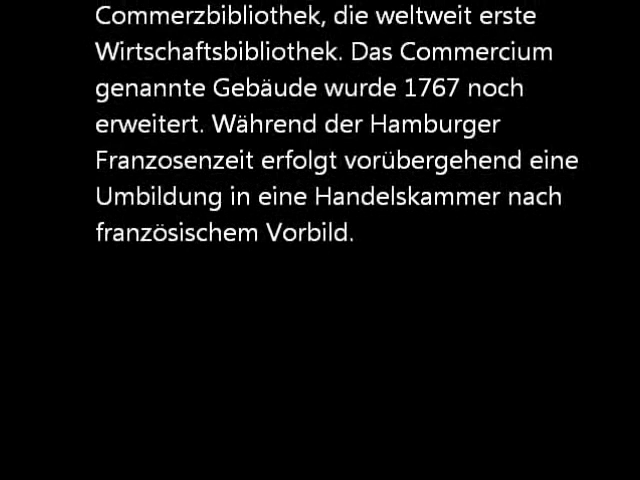 Commerzbibliothek, die weltweit erste
Wirtschaftsbibliothek. Das Commercium
genannte Gebäude wurde 1767 noch
erweitert. Während der Hamburger
Franzosenzeit erfolgt vorübergehend eine
Umbildung in eine Handelskammer nach
französischem Vorbild.